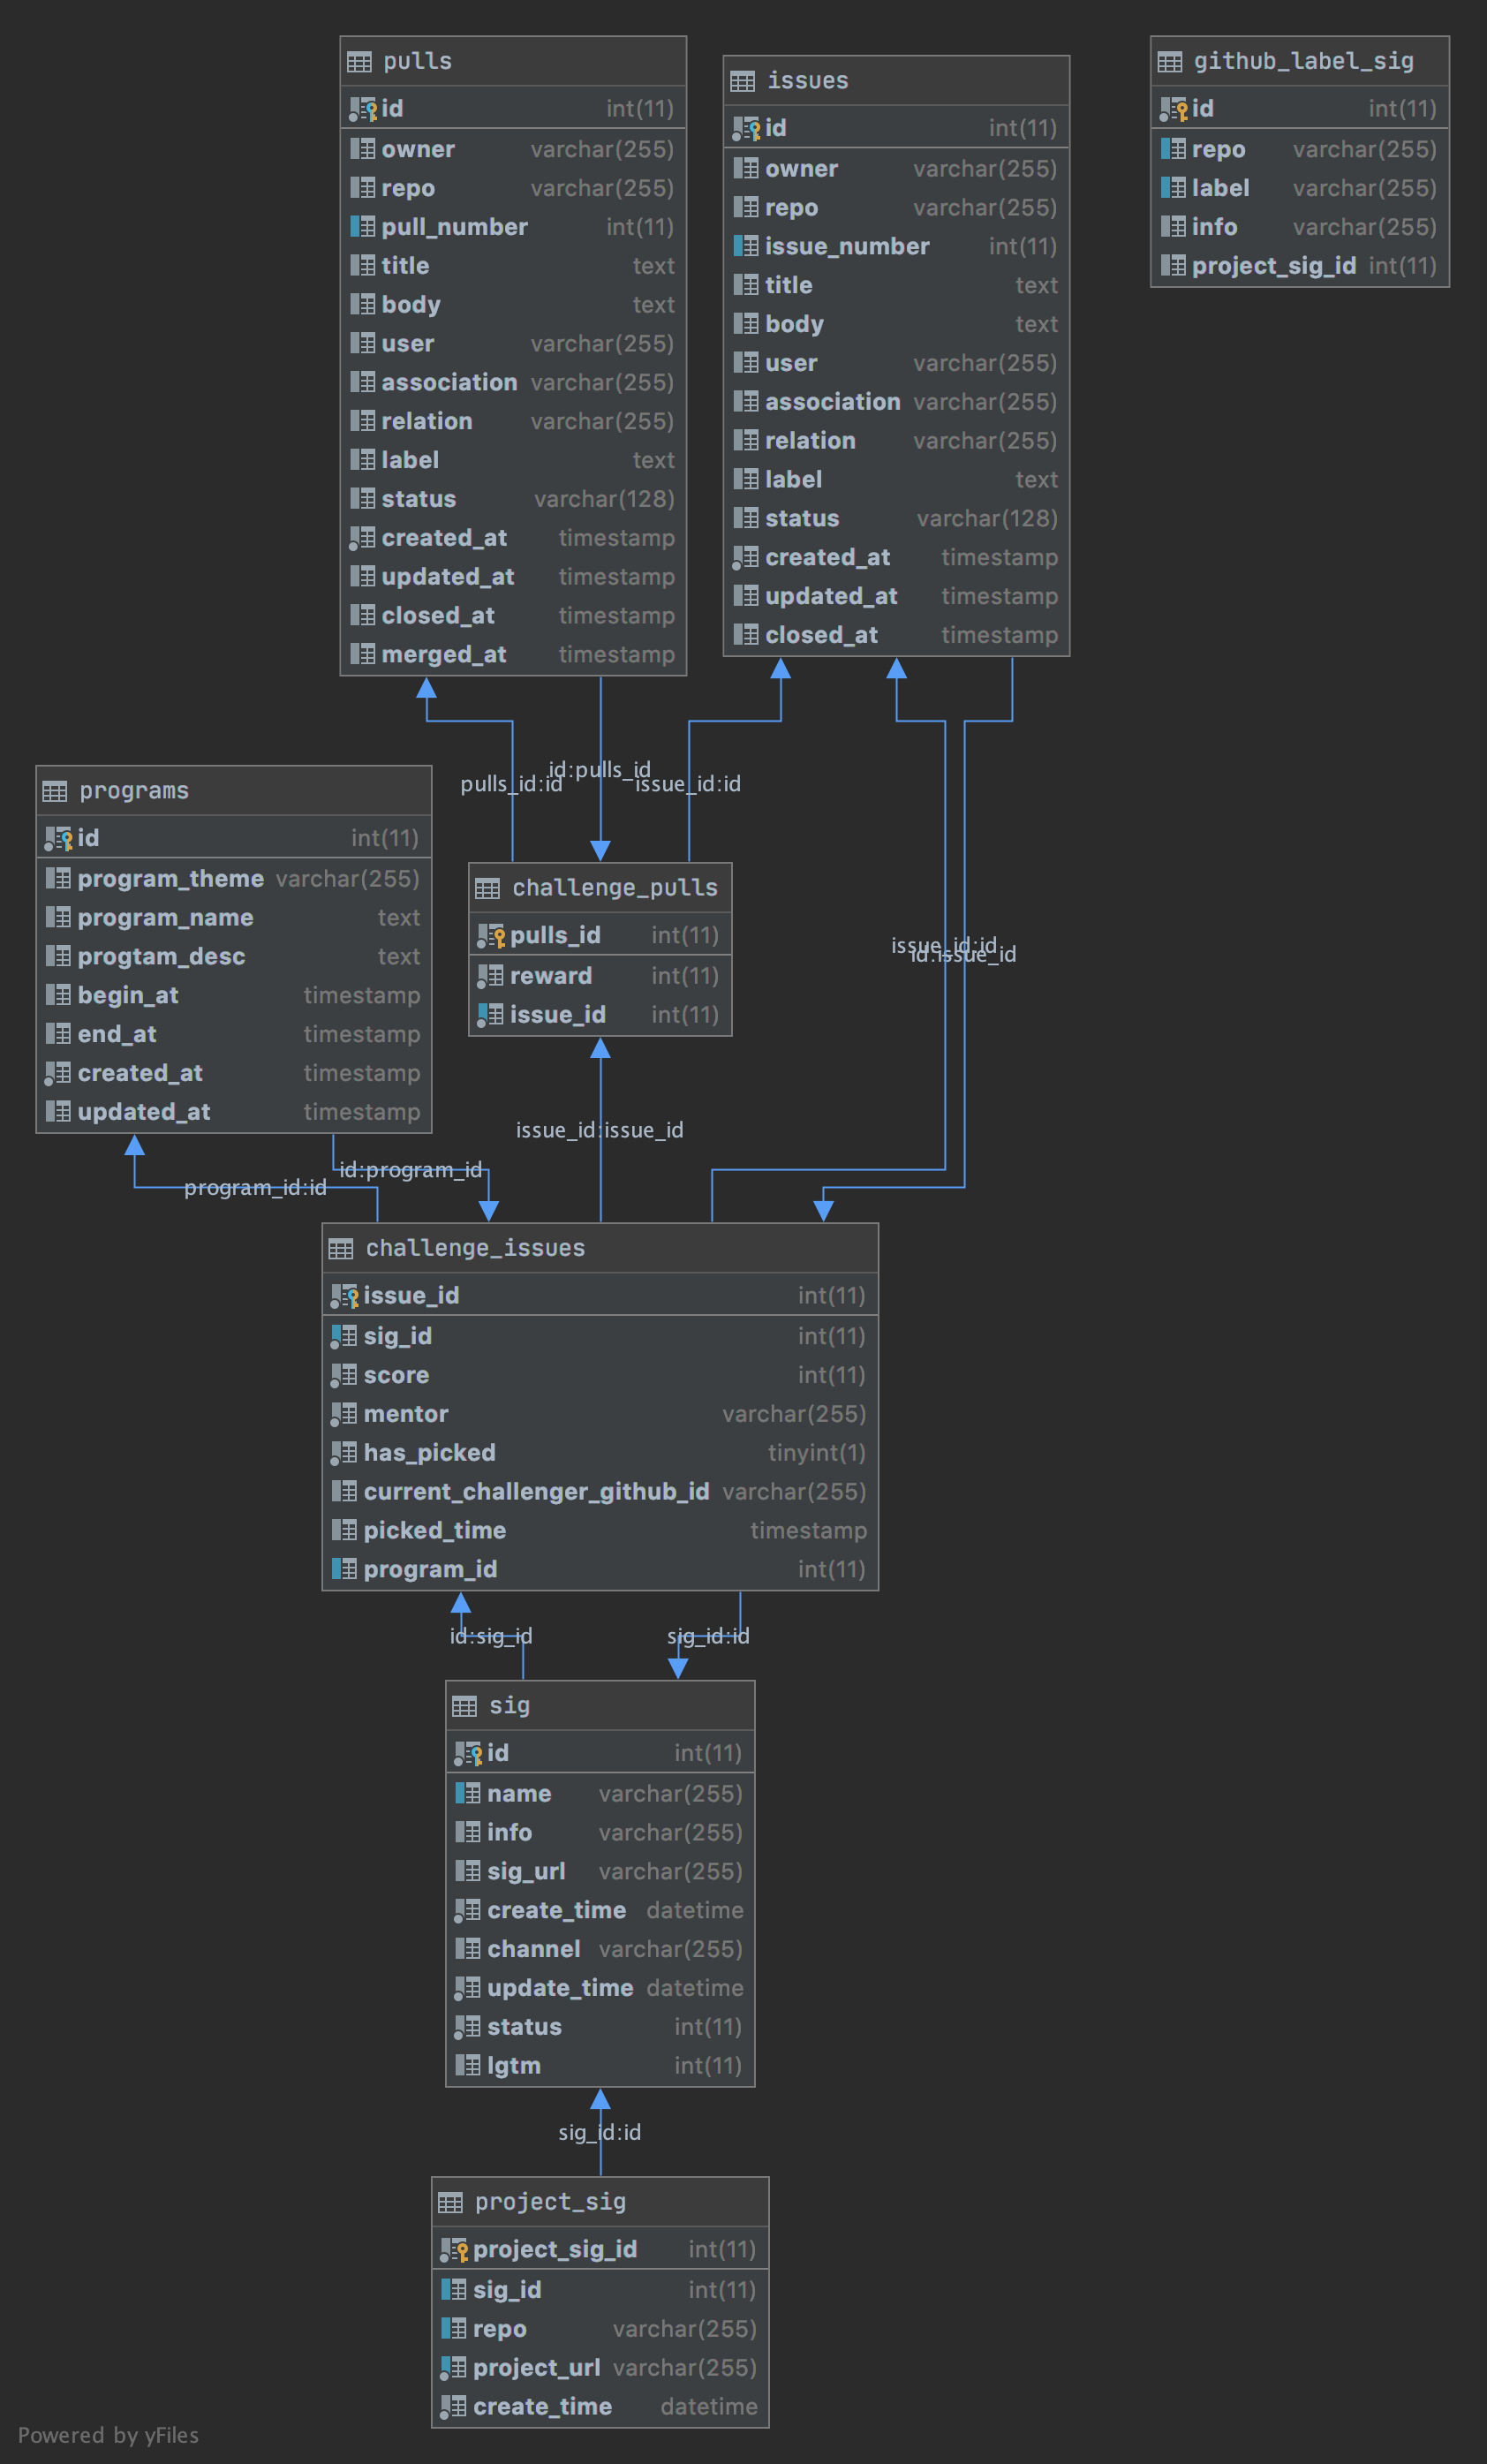 pulls
id int(11)
owner varchar(255)
repo varchar(255)
pull_number int(11)
title text
body text
user varchar(255)
association varchar(255)
relation varchar(255)
label text
status varchar(128)
created_at timestamp
updated_at timestamp
closed_at timestamp
merged_at timestamp
issues
id int(11)
owner varchar(255)
repo varchar(255)
issue_number int(11)
title text
body text
user varchar(255)
association varchar(255)
relation varchar(255)
label text
status varchar(128)
created_at timestamp
updated_at timestamp
closed_at timestamp
github_label_sig
id int(11)
repo varchar(255)
label varchar(255)
info varchar(255)
project_sig_id int(11)
id:pulls_id
pulls_id:id
issue_id:id
programs
id int(11)
program_theme varchar(255)
program_name text
progtam_desc text
begin_at timestamp
end_at timestamp
created_at timestamp
updated_at timestamp
challenge_pulls
pulls_id int(11)
reward int(11)
issue_id int(11)
issue_id:id
id:issue_id
issue_id:issue_id
id:program_id
program_id:id
challenge_issues
issue_id int(11)
sig_id int(11)
score int(11)
mentor varchar(255)
has_picked tinyint(1)
current_challenger_github_id varchar(255)
picked_time timestamp
program_id int(11)
id:sig_id
sig_id:id
sig
id int(11)
name varchar(255)
info varchar(255)
sig_url varchar(255)
create_time datetime
channel varchar(255)
update_time datetime
status int(11)
lgtm int(11)
sig_id:id
project_sig
project_sig_id int(11)
sig_id int(11)
repo varchar(255)
project_url varchar(255)
create_time datetime
Powered by yFiles